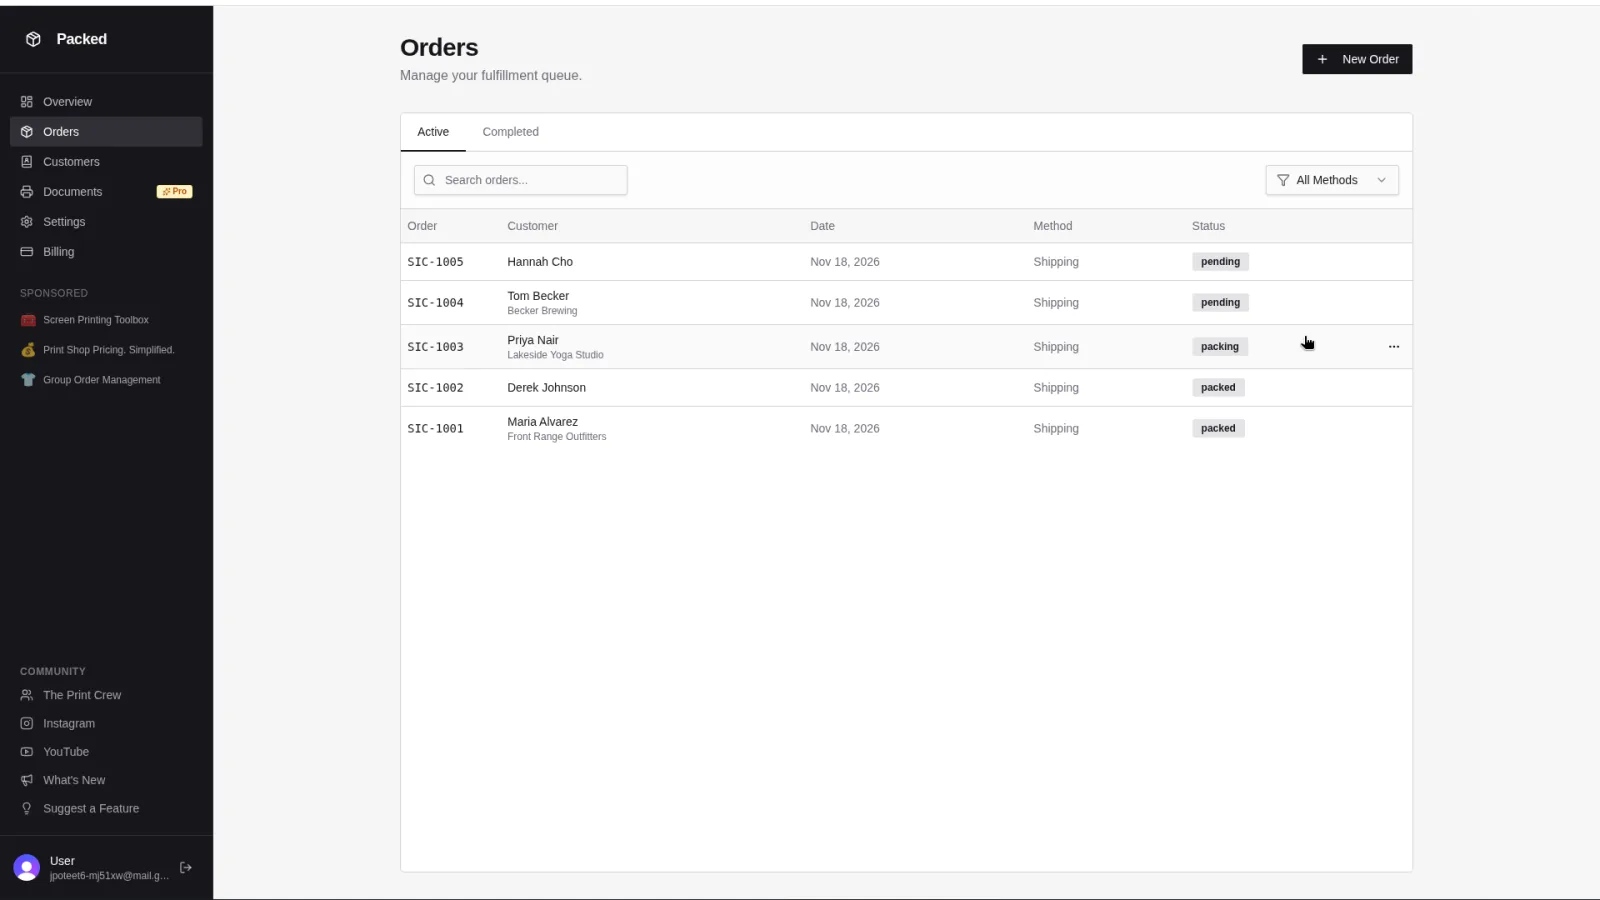 Packed
Overview
Orders
Customers
Documents Pro
Settings
Billing
SPONSORED
Screen Printing Toolbox
Print Shop Pricing. Simplified.
Group Order Management
COMMUNITY
The Print Crew
Instagram
YouTube
What's New
Suggest a Feature
User
jpoteet6-mj51xw@mail.g...
Orders
Manage your fulfillment queue.
New Order
Active Completed
Search orders... All Methods
Order Customer Date Method Status
SIC-1005 Hannah Cho Nov 18, 2026 Shipping pending
SIC-1004 Tom Becker Nov 18, 2026 Shipping pending
Becker Brewing
SIC-1003 Priya Nair Nov 18, 2026 Shipping packing
Lakeside Yoga Studio
SIC-1002 Derek Johnson Nov 18, 2026 Shipping packed
SIC-1001 Maria Alvarez Nov 18, 2026 Shipping packed
Front Range Outfitters